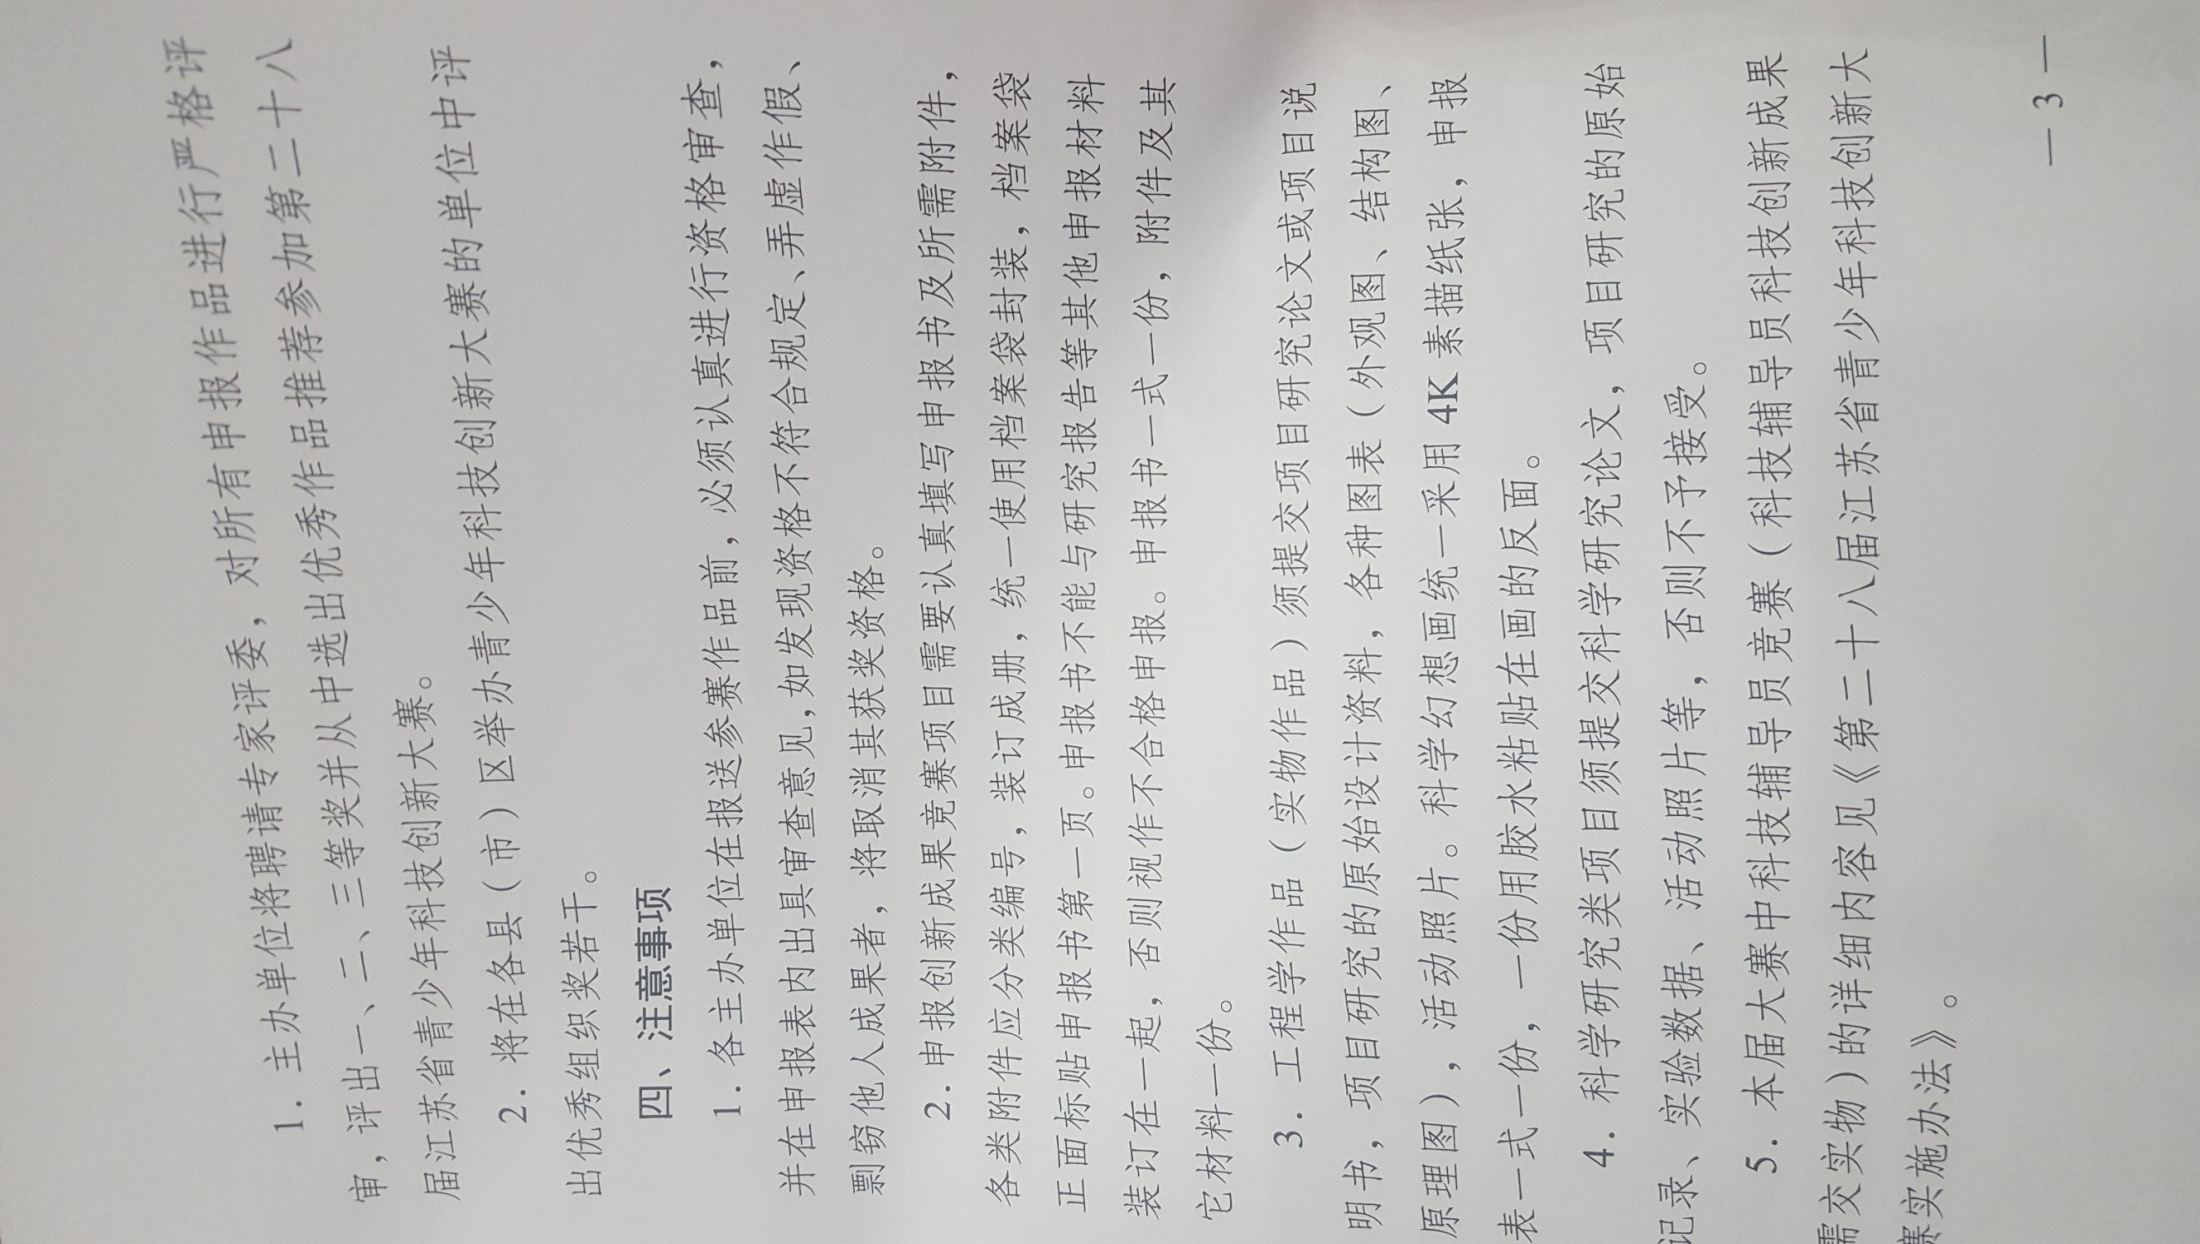 1. 主办单位将聘请专家评委，对所有申报作品进行严格评
审，评出一、二、三等奖并从中选出优秀作品推荐参加第二十八
届江苏省青少年科技创新大赛。
2. 将在各县（市）区举办青少年科技创新大赛的单位中评
出优秀组织奖若干。
四、注意事项
1. 各主办单位在报送参赛作品前，必须认真进行资格审查，
并在申报表内出具审查意见，如发现资格不符合规定、弄虚作假、
剽窃他人成果者，将取消其获奖资格。
2. 申报创新成果竞赛项目需要认真填写申报书及所需附件，
各类附件应分类编号，装订成册，统一使用档案袋封装，档案袋
正面标贴申报书第一页。申报书不能与研究报告等其他申报材料
装订在一起，否则视作不合格申报。申报书一式一份，附件及其
它材料一份。
3. 工程学作品（实物作品）须提交项目研究论文或项目说
明书，项目研究的原始设计资料，各种图表（外观图、结构图、
原理图），活动照片。科学幻想画统一采用 4K 素描纸张，申报
表一式一份，一份用胶水粘贴在画的反面。
4. 科学研究类项目须提交科学研究论文，项目研究的原始
记录、实验数据、活动照片等，否则不予接受。
5. 本届大赛中科技辅导员竞赛（科技辅导员科技创新成果
需交实物）的详细内容见《第二十八届江苏省青少年科技创新大
赛实施办法》。
— 3 —